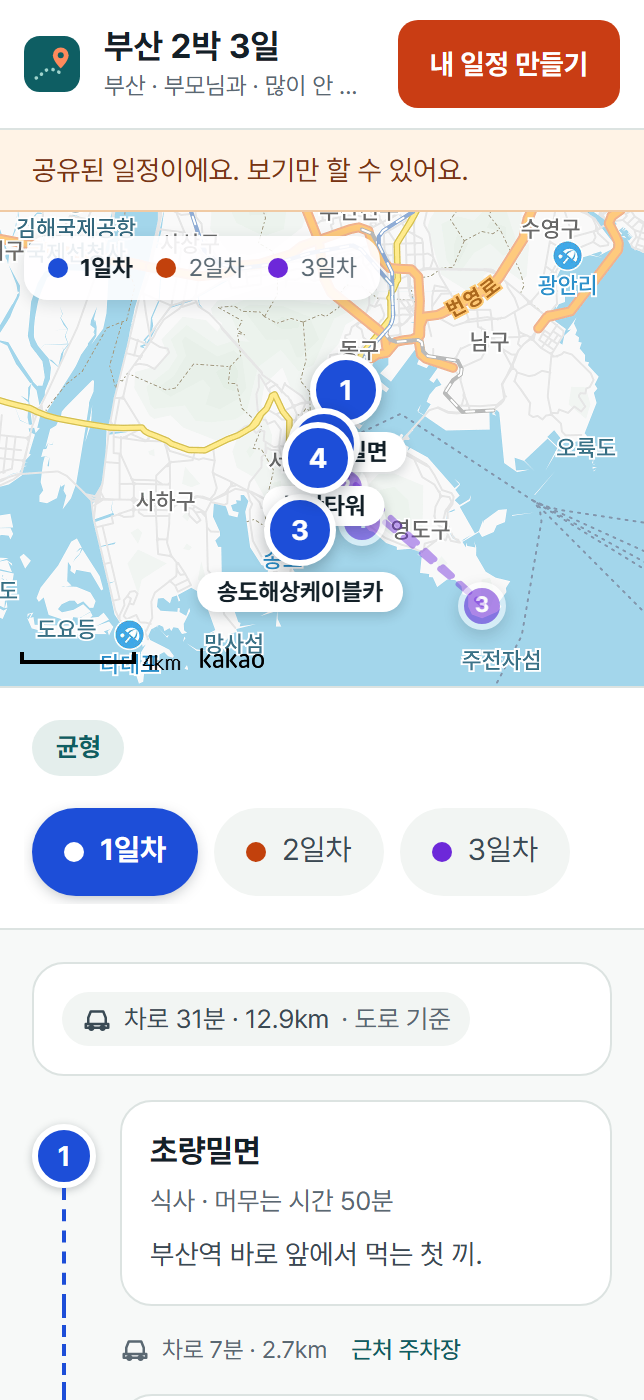 부산 2박 3일
부산 · 부모님과 · 많이 안 ...
내 일정 만들기
공유된 일정이에요. 보기만 할 수 있어요.
김해국제공항
수영구
1일차
2일차
3일차
광안리
번영로
남구
동구
1
4
밀면
오륙도
사하구
타워
3
영도구
송도해상케이블카
3
도요등
망사섬
주전자섬
4km
kakao
균형
1일차
2일차
3일차
차로 31분 · 12.9km · 도로 기준
1
초량밀면
식사 · 머무는 시간 50분
부산역 바로 앞에서 먹는 첫 끼.
차로 7분 · 2.7km
근처 주차장